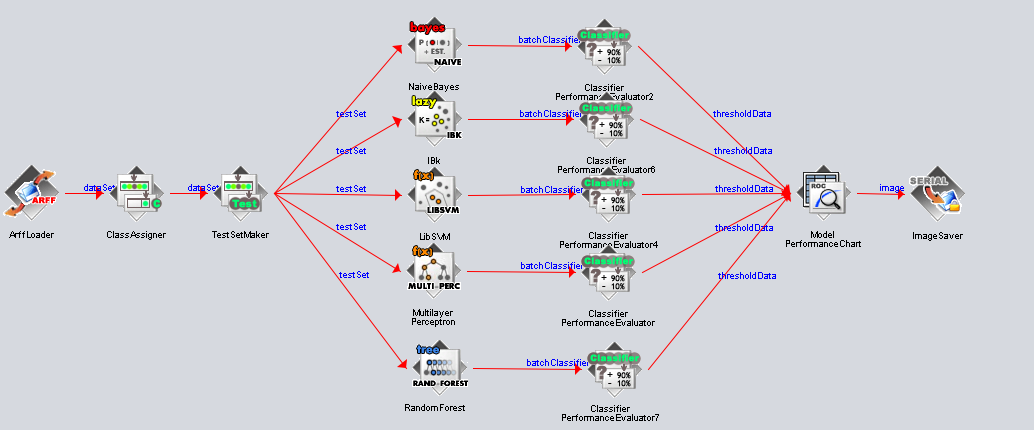 bayes
P(●|○)
+ EST.
NAIVE
NaiveBayes
batchClassifier
Classifier
?
+ 90%
- 10%
Classifier
PerformanceEvaluator2
testSet
thresholdData
lazy
K=
IBK
IBk
batchClassifier
Classifier
?
+ 90%
- 10%
Classifier
PerformanceEvaluator6
testSet
thresholdData
ARFF
ArffLoader
dataSet
C
ClassAssigner
dataSet
Test
TestSetMaker
testSet
f(x)
LIBSVM
LibSVM
batchClassifier
Classifier
?
+ 90%
- 10%
Classifier
PerformanceEvaluator4
thresholdData
ROC
Model
PerformanceChart
image
SERIAL
ImageSaver
testSet
f(x)
MULTI-PERC
Multilayer
Perceptron
batchClassifier
Classifier
?
+ 90%
- 10%
Classifier
PerformanceEvaluator
thresholdData
testSet
tree
RAND-FOREST
RandomForest
batchClassifier
Classifier
?
+ 90%
- 10%
Classifier
PerformanceEvaluator7
thresholdData